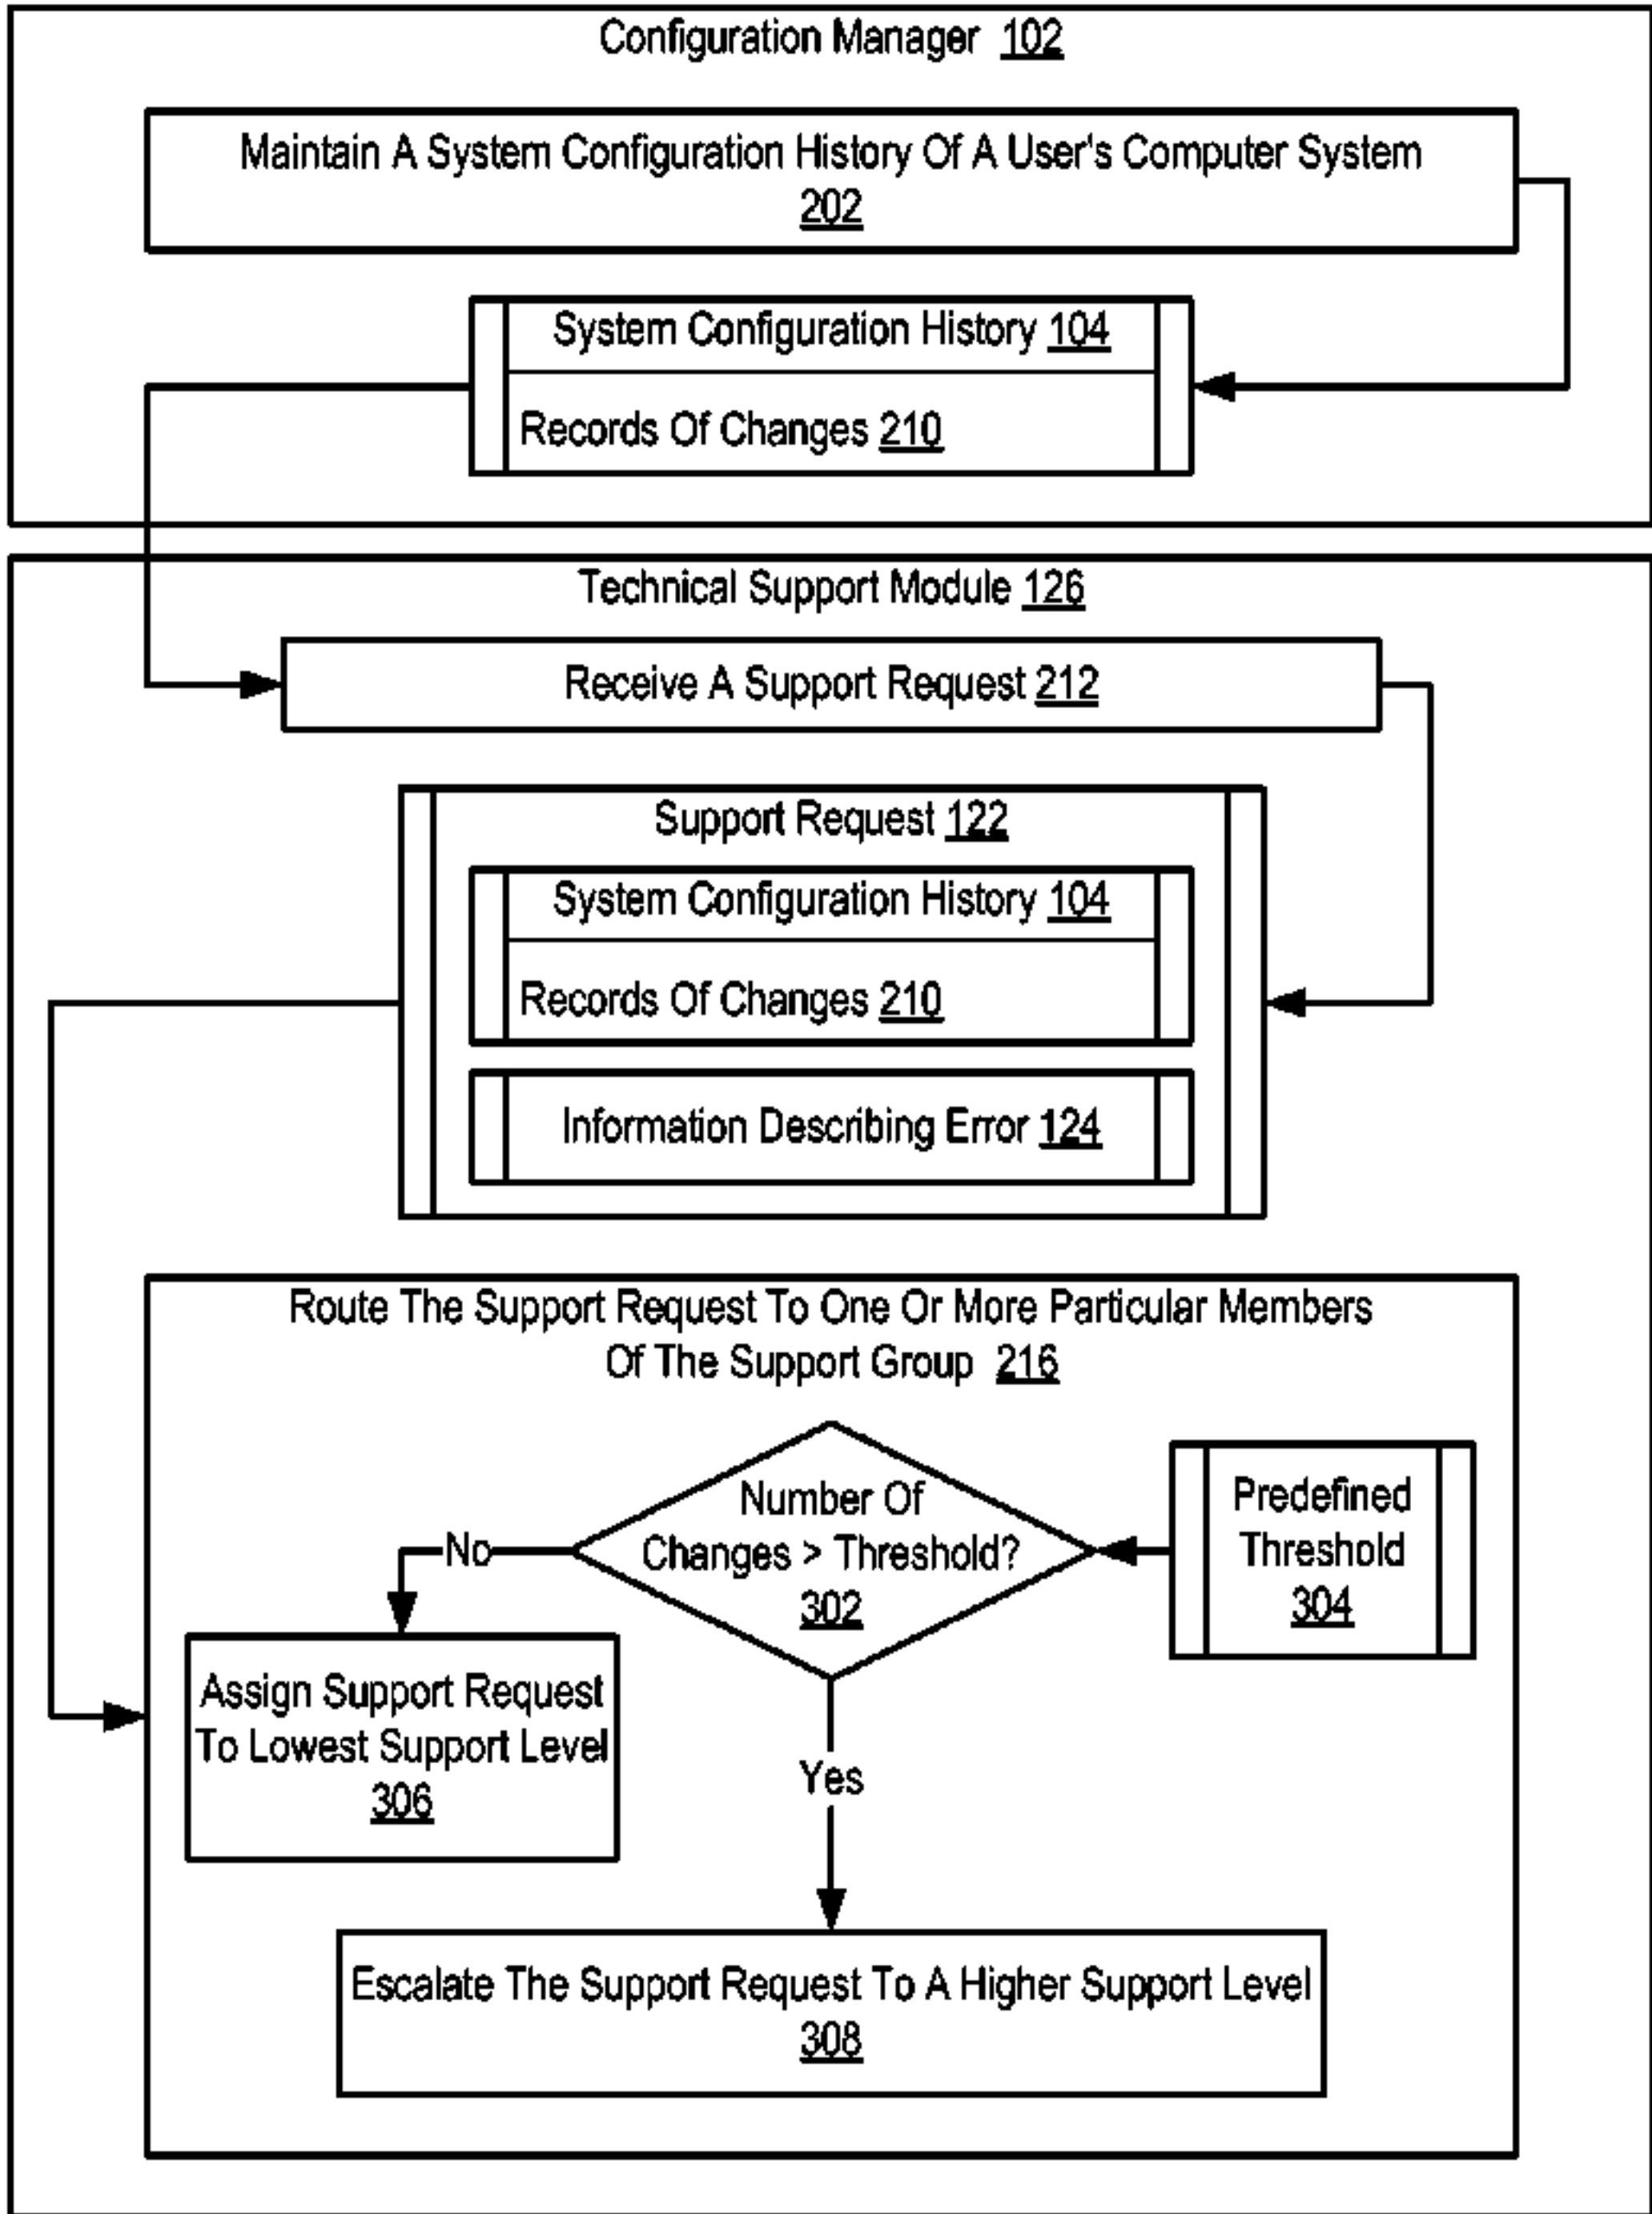 Configuration Manager 102
Maintain A System Configuration History Of A User's Computer System
202
System Configuration History 104
Records Of Changes 210
Technical Support Module 126
Receive A Support Request 212
Support Request 122
System Configuration History 104
Records Of Changes 210
Information Describing Error 124
Route The Support Request To One Or More Particular Members
Of The Support Group 216
Number Of
Changes > Threshold?
302
Predefined
Threshold
304
No
Assign Support Request
To Lowest Support Level
306
Yes
Escalate The Support Request To A Higher Support Level
308